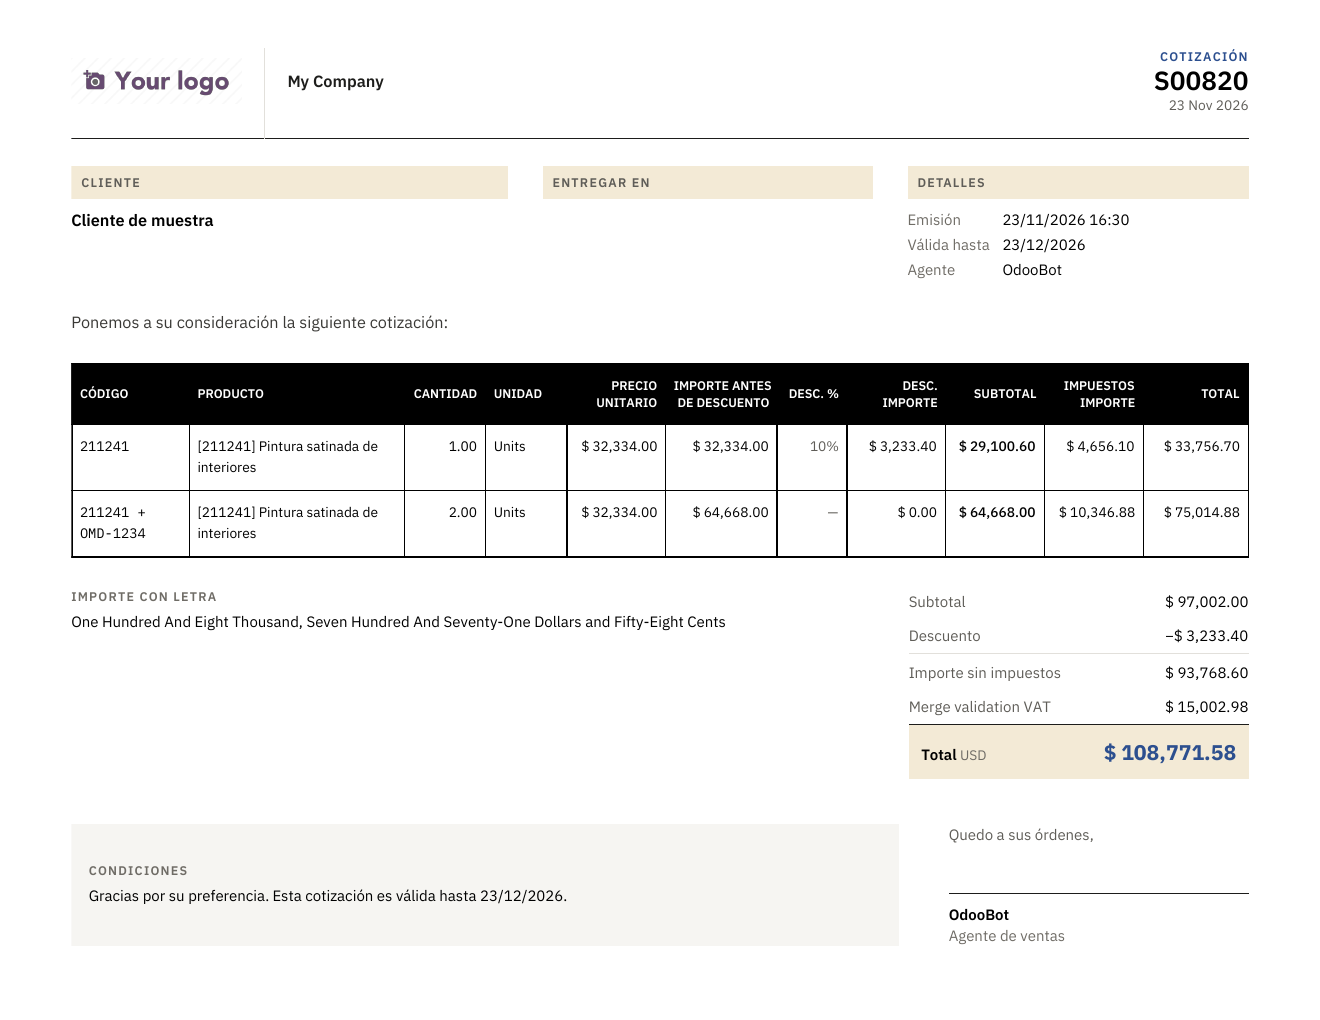 Your logo
My Company
COTIZACIÓN
S00820
23 Nov 2026
CLIENTE
Cliente de muestra
ENTREGAR EN
DETALLES
Emisión 23/11/2026 16:30
Válida hasta 23/12/2026
Agente OdooBot
Ponemos a su consideración la siguiente cotización:
CÓDIGO PRODUCTO CANTIDAD UNIDAD PRECIO UNITARIO IMPORTE ANTES DE DESCUENTO DESC. % DESC. IMPORTE SUBTOTAL IMPUESTOS IMPORTE TOTAL
211241 [211241] Pintura satinada de 1.00 Units $ 32,334.00 $ 32,334.00 10% $ 3,233.40 $ 29,100.60 $ 4,656.10 $ 33,756.70
interiores
211241 + [211241] Pintura satinada de 2.00 Units $ 32,334.00 $ 64,668.00 — $ 0.00 $ 64,668.00 $ 10,346.88 $ 75,014.88
OMD-1234 interiores
IMPORTE CON LETRA
One Hundred And Eight Thousand, Seven Hundred And Seventy-One Dollars and Fifty-Eight Cents
Subtotal $ 97,002.00
Descuento −$ 3,233.40
Importe sin impuestos $ 93,768.60
Merge validation VAT $ 15,002.98
Total USD $ 108,771.58
CONDICIONES
Gracias por su preferencia. Esta cotización es válida hasta 23/12/2026.
Quedo a sus órdenes,
OdooBot
Agente de ventas